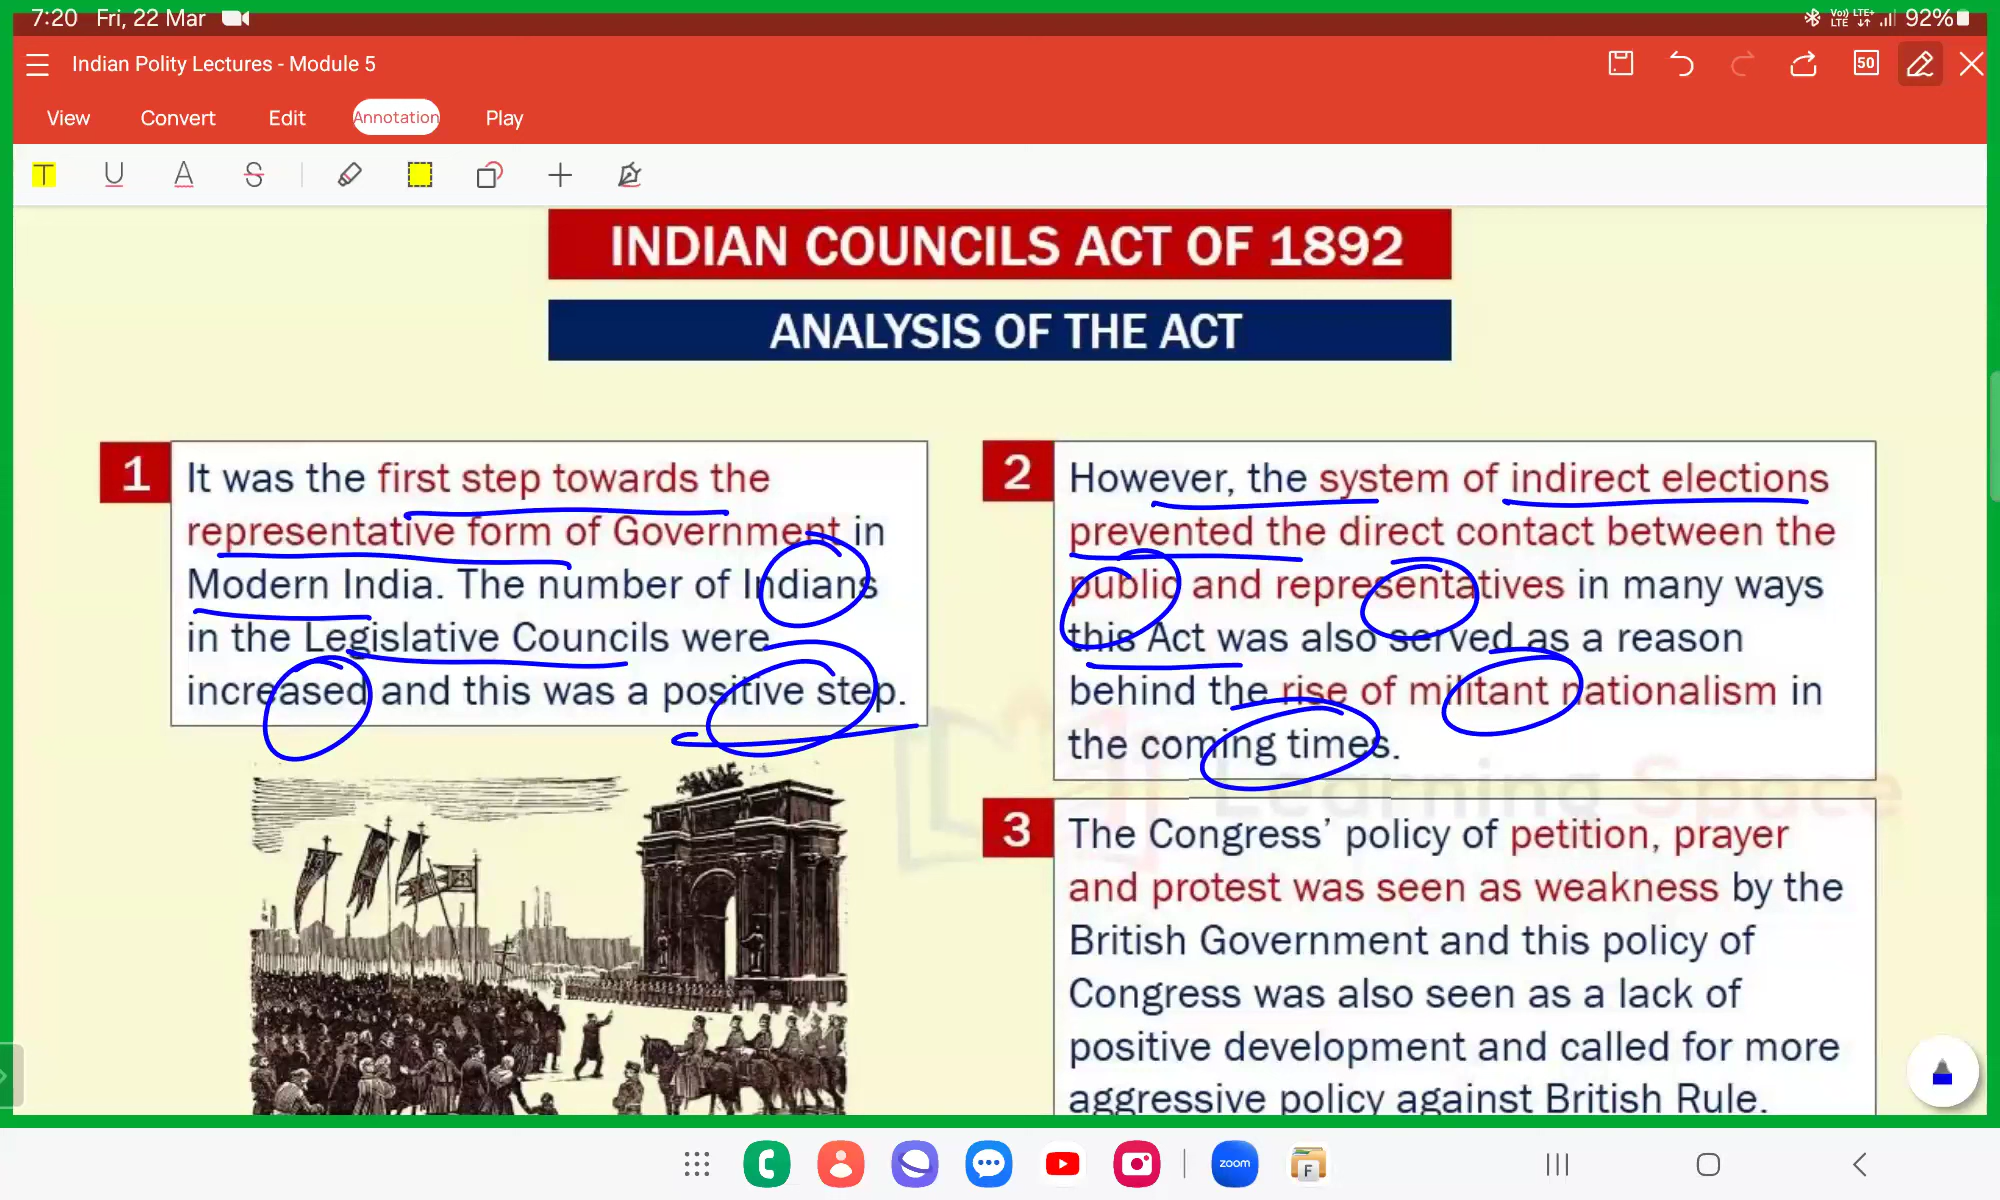 7:20 Fri, 22 Mar
Vo)) LTE+
LTE
92%
Indian Polity Lectures - Module 5
50
View Convert Edit Annotation Play
T U A S
INDIAN COUNCILS ACT OF 1892
ANALYSIS OF THE ACT
1
It was the first step towards the
representative form of Government in
Modern India. The number of Indians
in the Legislative Councils were
increased and this was a positive step.
2
However, the system of indirect elections
prevented the direct contact between the
public and representatives in many ways
this Act was also served as a reason
behind the rise of militant nationalism in
the coming times.
Learning Space
3
The Congress’ policy of petition, prayer
and protest was seen as weakness by the
British Government and this policy of
Congress was also seen as a lack of
positive development and called for more
aggressive policy against British Rule.
zoom
F